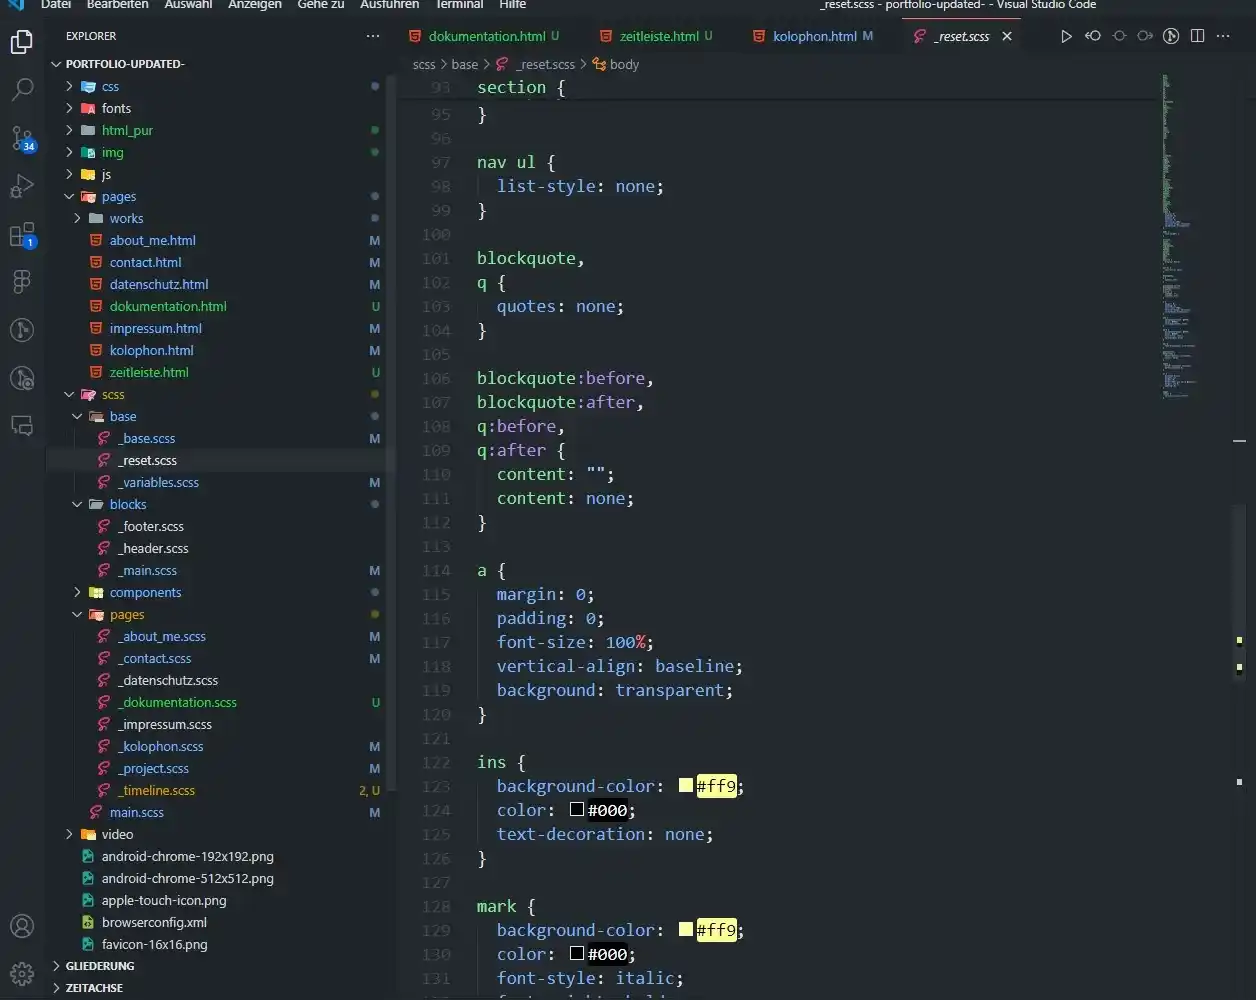 Datei Bearbeiten Auswahl Anzeigen Gehe zu Ausführen Terminal Hilfe _reset.scss - portfolio-updated- - Visual Studio Code
EXPLORER ···
dokumentation.html U zeitleiste.html U kolophon.html M _reset.scss
PORTFOLIO-UPDATED-
css
fonts
html_pur
img
js
pages
works
about_me.html M
contact.html M
datenschutz.html M
dokumentation.html U
impressum.html M
kolophon.html M
zeitleiste.html U
scss
base
_base.scss M
_reset.scss
_variables.scss M
blocks
_footer.scss
_header.scss
_main.scss M
components
pages
_about_me.scss M
_contact.scss M
_datenschutz.scss
_dokumentation.scss U
_impressum.scss
_kolophon.scss M
_project.scss M
_timeline.scss 2, U
main.scss M
video
android-chrome-192x192.png
android-chrome-512x512.png
apple-touch-icon.png
browserconfig.xml
favicon-16x16.png
GLIEDERUNG
ZEITACHSE
34
1
scss > base > _reset.scss > body
93 section {
95 }
96
97 nav ul {
98 list-style: none;
99 }
100
101 blockquote,
102 q {
103 quotes: none;
104 }
105
106 blockquote:before,
107 blockquote:after,
108 q:before,
109 q:after {
110 content: "";
111 content: none;
112 }
113
114 a {
115 margin: 0;
116 padding: 0;
117 font-size: 100%;
118 vertical-align: baseline;
119 background: transparent;
120 }
121
122 ins {
123 background-color: #ff9;
124 color: #000;
125 text-decoration: none;
126 }
127
128 mark {
129 background-color: #ff9;
130 color: #000;
131 font-style: italic;